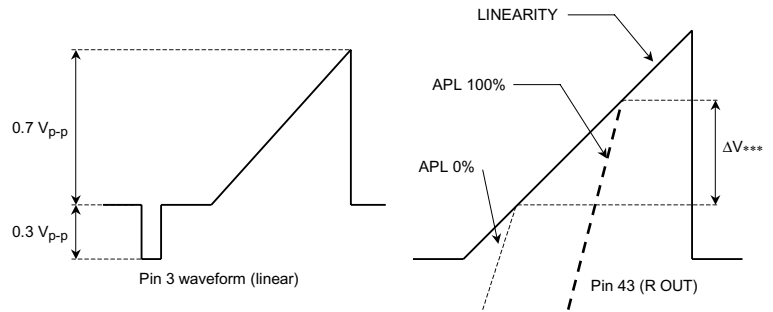 LINEARITY
APL 100%
0.7 Vp-p
ΔV***
APL 0%
0.3 Vp-p
Pin 3 waveform (linear)
Pin 43 (R OUT)